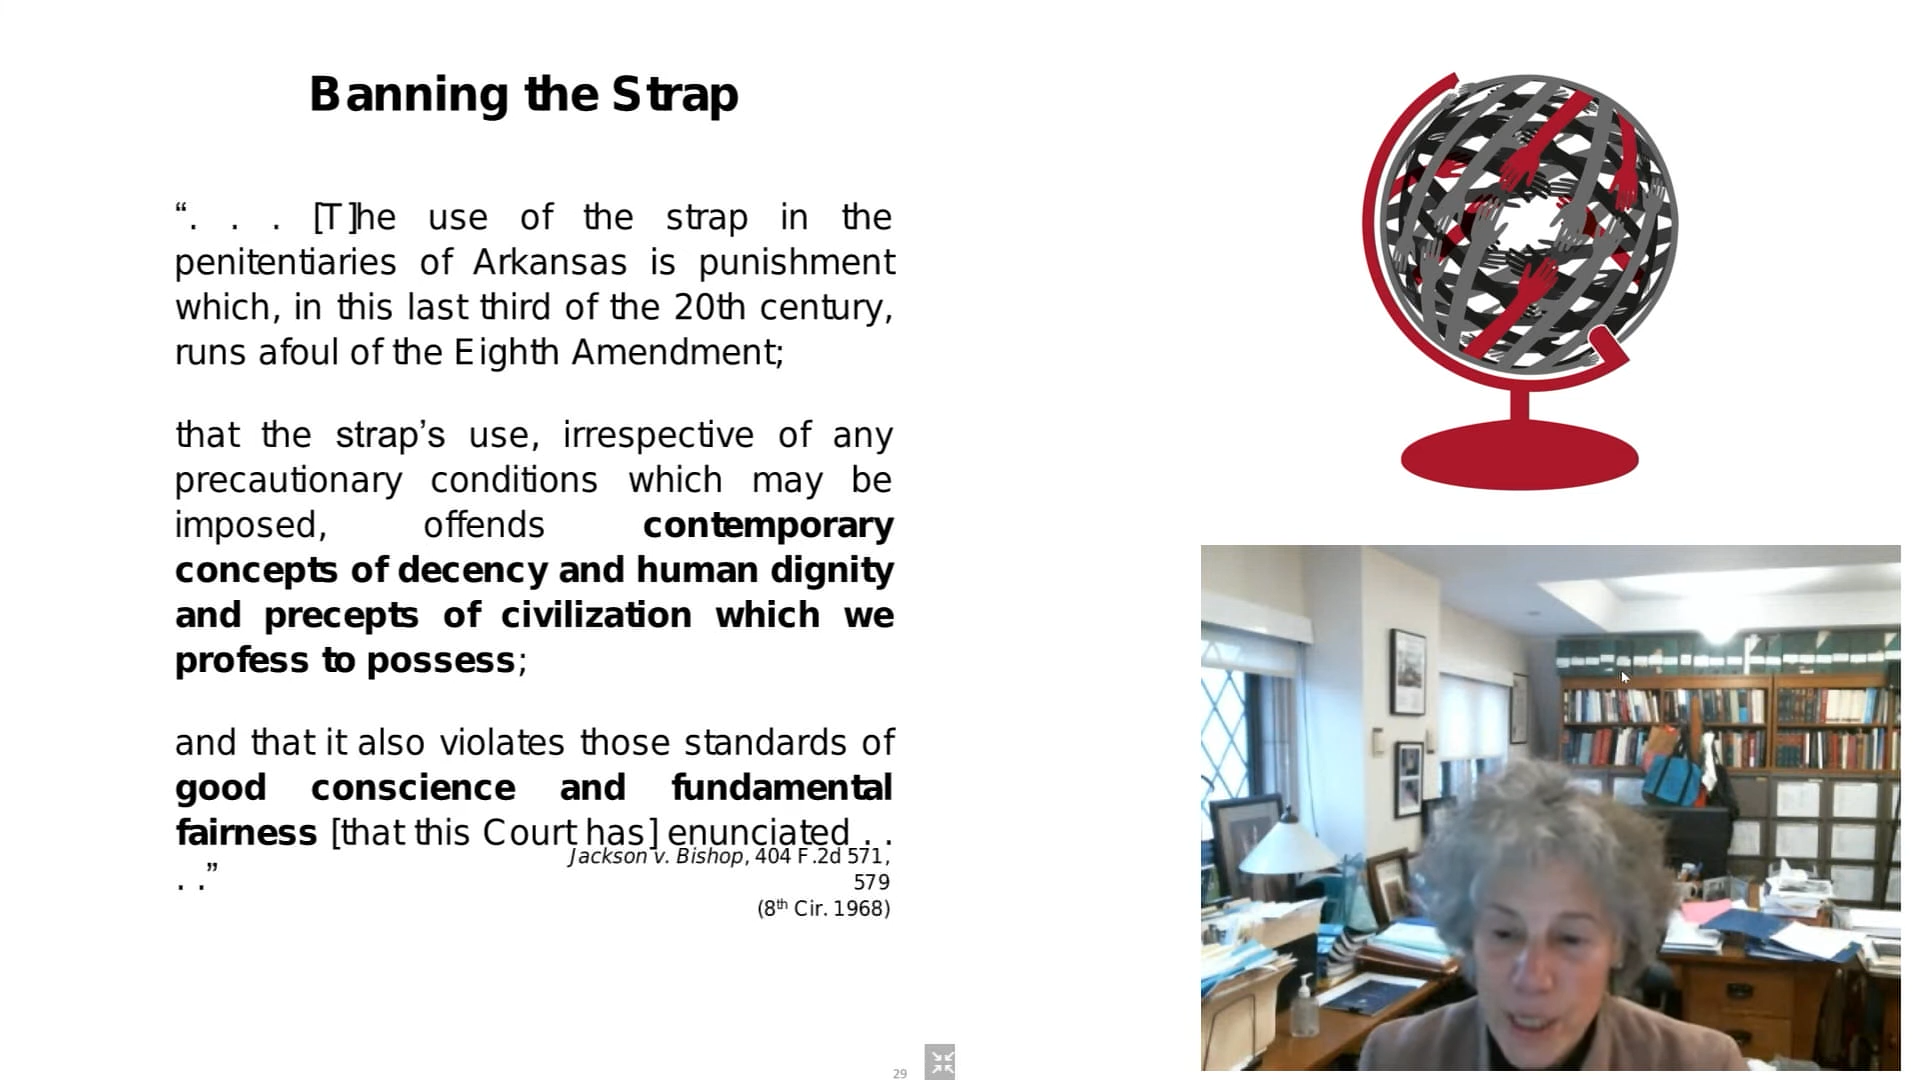 Banning the Strap
“. . . [T]he use of the strap in the
penitentiaries of Arkansas is punishment
which, in this last third of the 20th century,
runs afoul of the Eighth Amendment;
that the strap’s use, irrespective of any
precautionary conditions which may be
imposed, offends contemporary
concepts of decency and human dignity
and precepts of civilization which we
profess to possess;
and that it also violates those standards of
good conscience and fundamental
fairness [that this Court has] enunciated . .
. .”
Jackson v. Bishop, 404 F.2d 571,
579
(8th Cir. 1968)
29